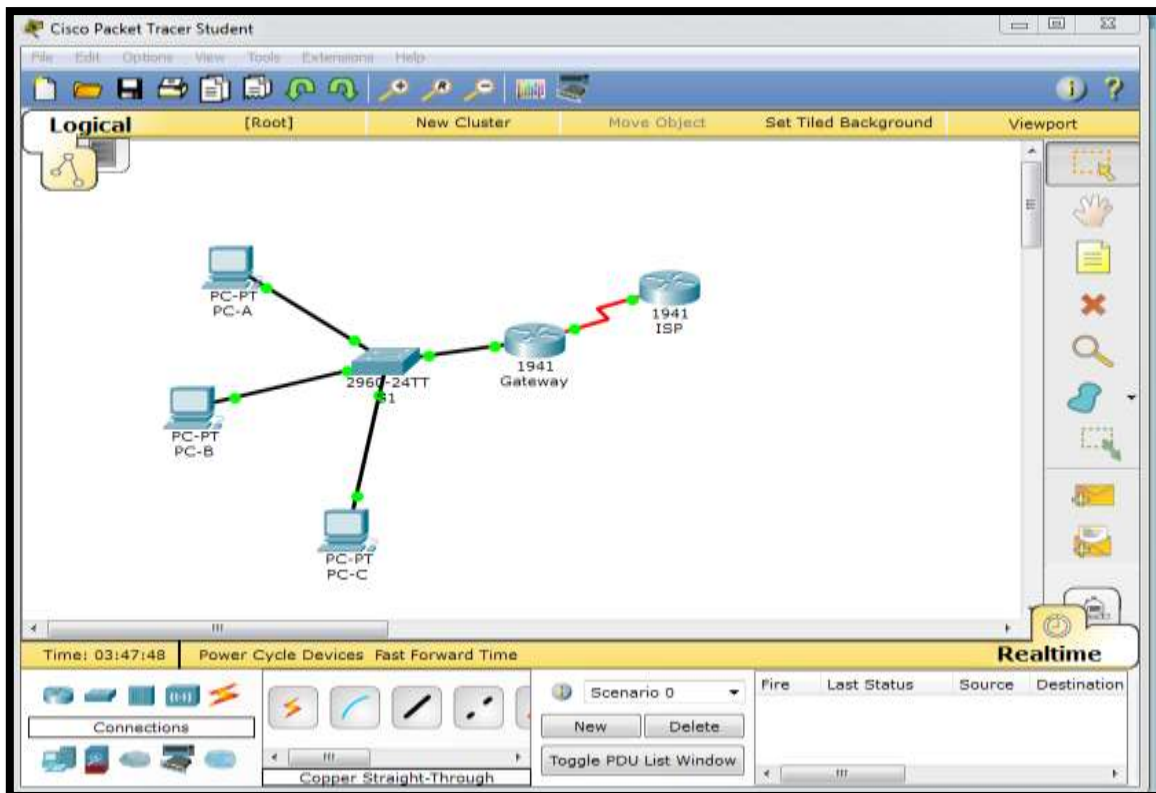 Cisco Packet Tracer Student
File Edit Options View Tools Extensions Help
Logical [Root] New Cluster Move Object Set Tiled Background Viewport
PC-PT
PC-A
1941
ISP
1941
Gateway
2960-24TT
S1
PC-PT
PC-B
PC-PT
PC-C
Time: 03:47:48 Power Cycle Devices Fast Forward Time Realtime
Fire Last Status Source Destination
Scenario 0
Connections
New Delete
Toggle PDU List Window
Copper Straight-Through